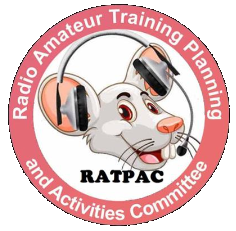 Radio Amateur Training Planning
and Activities Committee
RATPAC